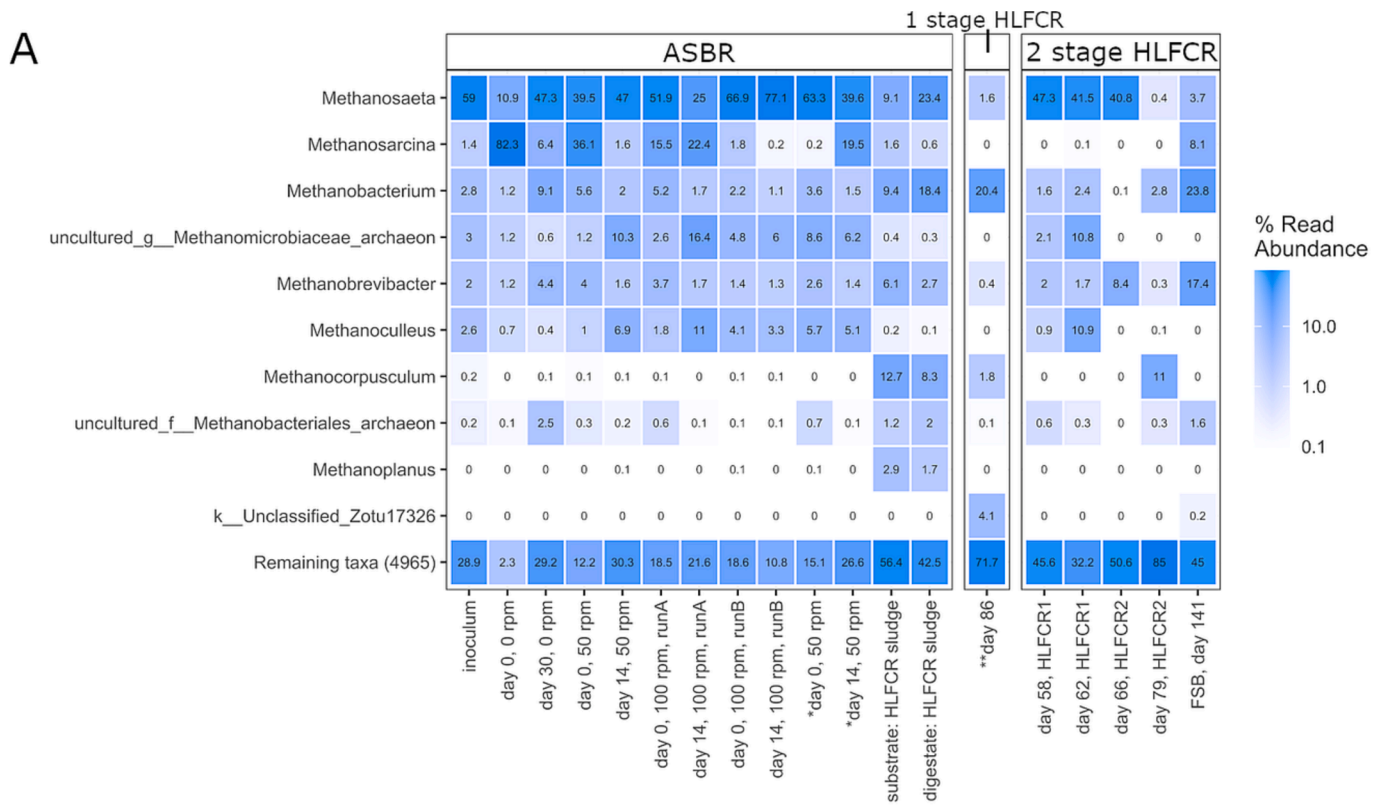 A
1 stage HLFCR
ASBR
2 stage HLFCR
Methanosaeta 59 10.9 47.3 39.5 47 51.9 25 66.9 77.1 63.3 39.6 9.1 23.4 1.6 47.3 41.5 40.8 0.4 3.7
Methanosarcina 1.4 82.3 6.4 36.1 1.6 15.5 22.4 1.8 0.2 0.2 19.5 1.6 0.6 0 0 0.1 0 0 8.1
Methanobacterium 2.8 1.2 9.1 5.6 2 5.2 1.7 2.2 1.1 3.6 1.5 9.4 18.4 20.4 1.6 2.4 0.1 2.8 23.8
uncultured_g__Methanomicrobiaceae_archaeon 3 1.2 0.6 1.2 10.3 2.6 16.4 4.8 6 8.6 6.2 0.4 0.3 0 2.1 10.8 0 0 0
Methanobrevibacter 2 1.2 4.4 4 1.6 3.7 1.7 1.4 1.3 2.6 1.4 6.1 2.7 0.4 2 1.7 8.4 0.3 17.4
Methanoculleus 2.6 0.7 0.4 1 6.9 1.8 11 4.1 3.3 5.7 5.1 0.2 0.1 0 0.9 10.9 0 0.1 0
Methanocorpusculum 0.2 0 0.1 0.1 0.1 0.1 0 0.1 0.1 0 0 12.7 8.3 1.8 0 0 0 11 0
uncultured_f__Methanobacteriales_archaeon 0.2 0.1 2.5 0.3 0.2 0.6 0.1 0.1 0.1 0.7 0.1 1.2 2 0.1 0.6 0.3 0 0.3 1.6
Methanoplanus 0 0 0 0 0.1 0 0 0.1 0 0.1 0 2.9 1.7 0 0 0 0 0 0
k__Unclassified_Zotu17326 0 0 0 0 0 0 0 0 0 0 0 0 0 4.1 0 0 0 0 0.2
Remaining taxa (4965) 28.9 2.3 29.2 12.2 30.3 18.5 21.6 18.6 10.8 15.1 26.6 56.4 42.5 71.7 45.6 32.2 50.6 85 45
inoculum
day 0, 0 rpm
day 30, 0 rpm
day 0, 50 rpm
day 14, 50 rpm
day 0, 100 rpm, runA
day 14, 100 rpm, runA
day 0, 100 rpm, runB
day 14, 100 rpm, runB
*day 0, 50 rpm
*day 14, 50 rpm
substrate: HLFCR sludge
digestate: HLFCR sludge
**day 86
day 58, HLFCR1
day 62, HLFCR1
day 66, HLFCR2
day 79, HLFCR2
FSB, day 141
% Read
Abundance
10.0
1.0
0.1